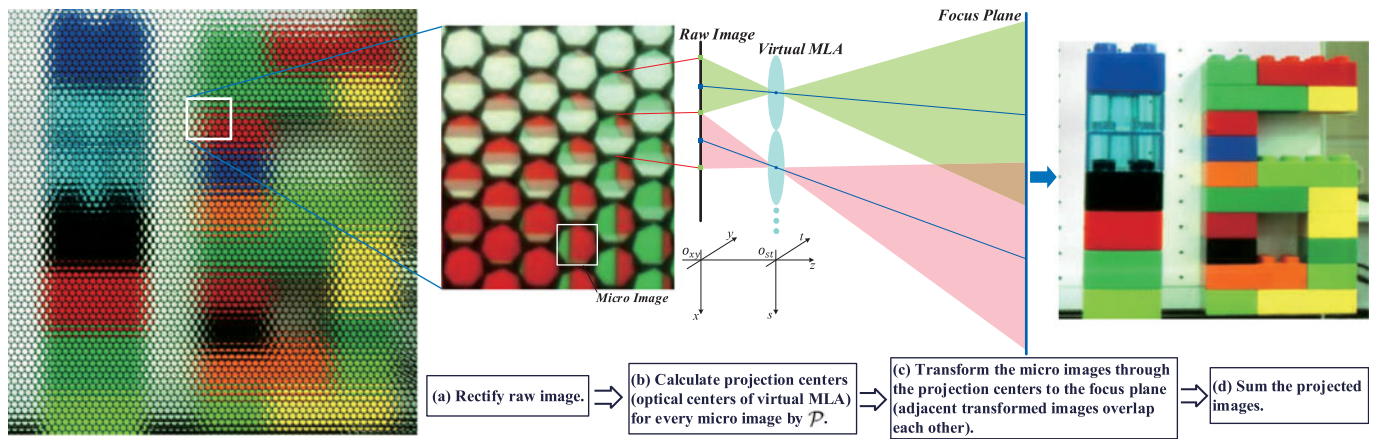 Focus Plane
Raw Image
Virtual MLA
y
t
o_xy
o_st
z
Micro Image
x
s
(a) Rectify raw image.
(b) Calculate projection centers
(optical centers of virtual MLA)
for every micro image by 𝒫.
(c) Transform the micro images through
the projection centers to the focus plane
(adjacent transformed images overlap
each other).
(d) Sum the projected
images.